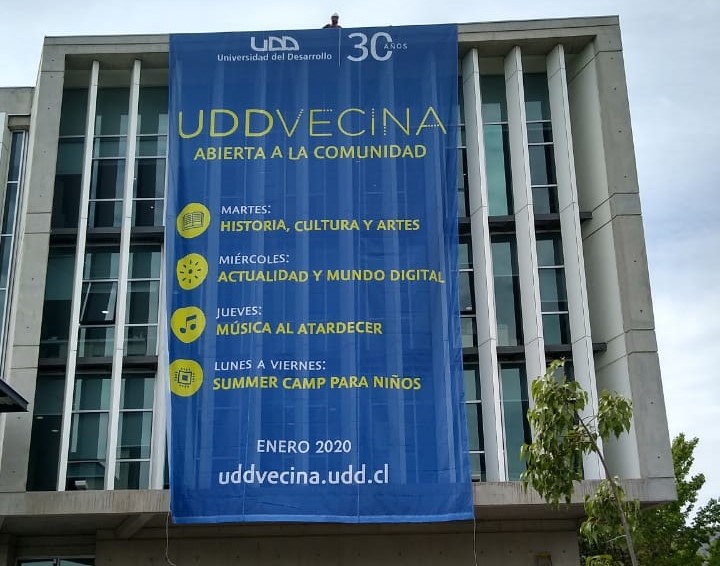 UDD
Universidad del Desarrollo
30 AÑOS
UDDVECINA
ABIERTA A LA COMUNIDAD
MARTES:
HISTORIA, CULTURA Y ARTES
MIÉRCOLES:
ACTUALIDAD Y MUNDO DIGITAL
JUEVES:
MÚSICA AL ATARDECER
LUNES A VIERNES:
SUMMER CAMP PARA NIÑOS
ENERO 2020
uddvecina.udd.cl